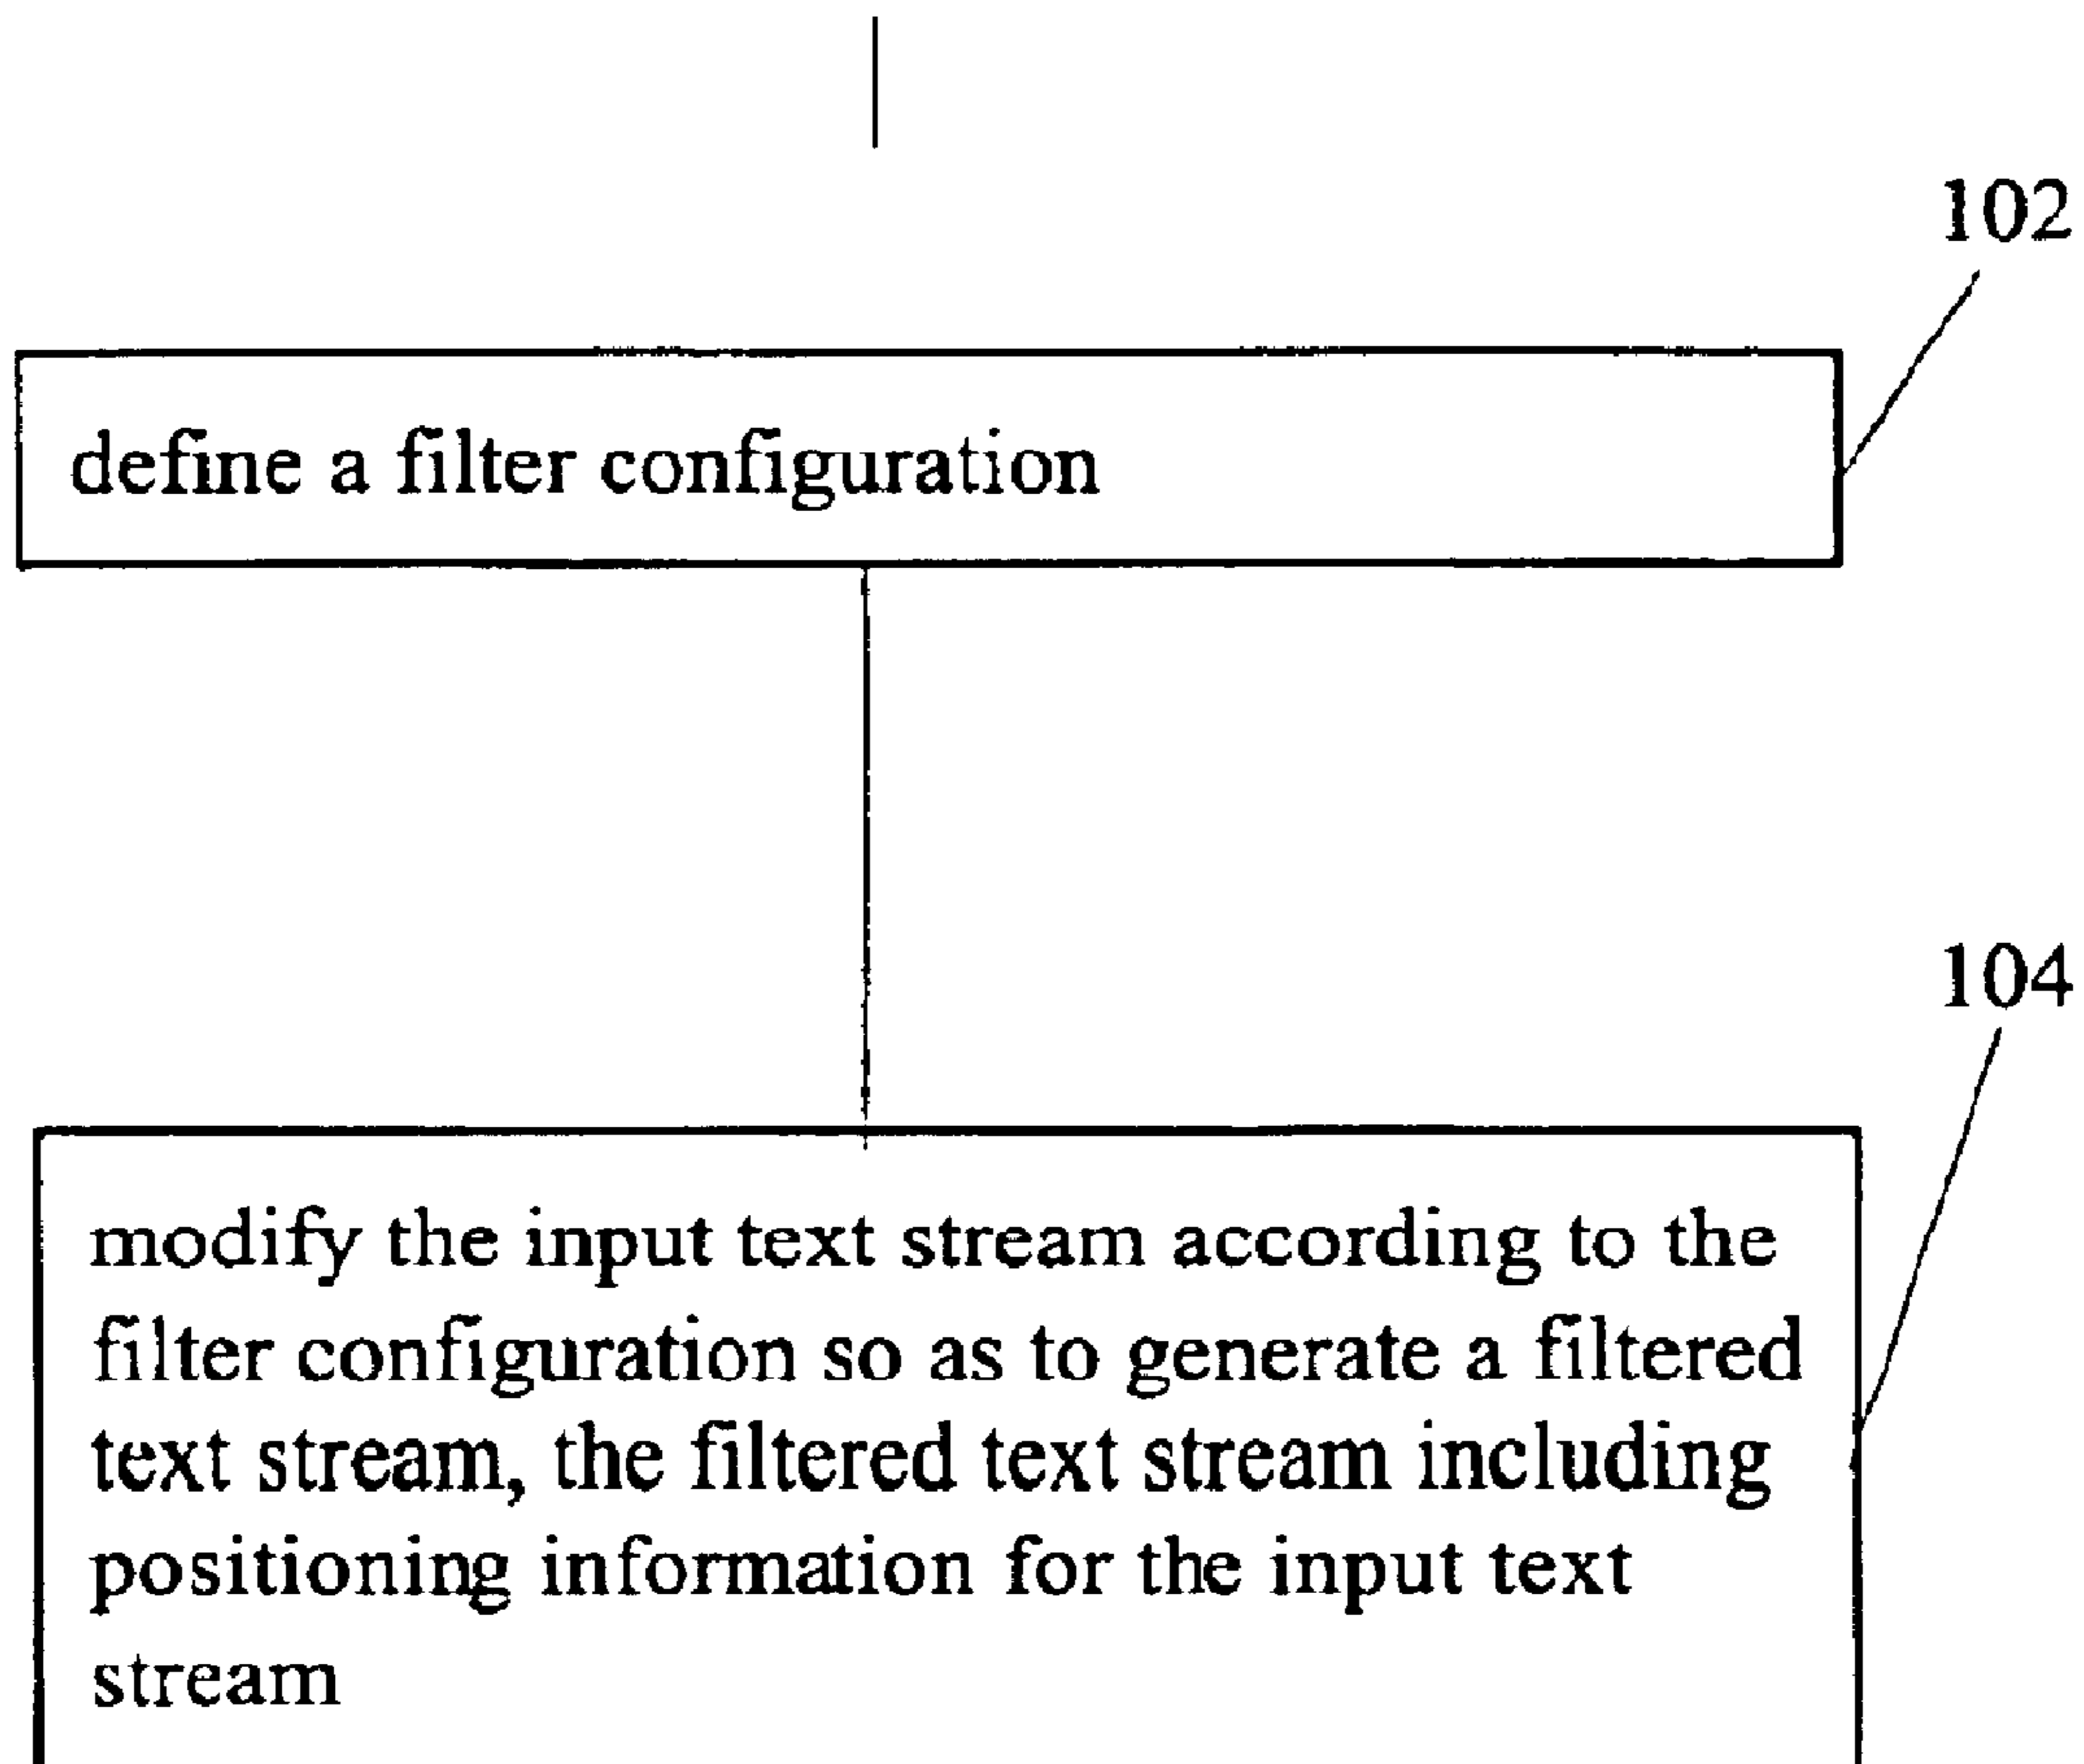 102
define a filter configuration
104
modify the input text stream according to the
filter configuration so as to generate a filtered
text stream, the filtered text stream including
positioning information for the input text
stream